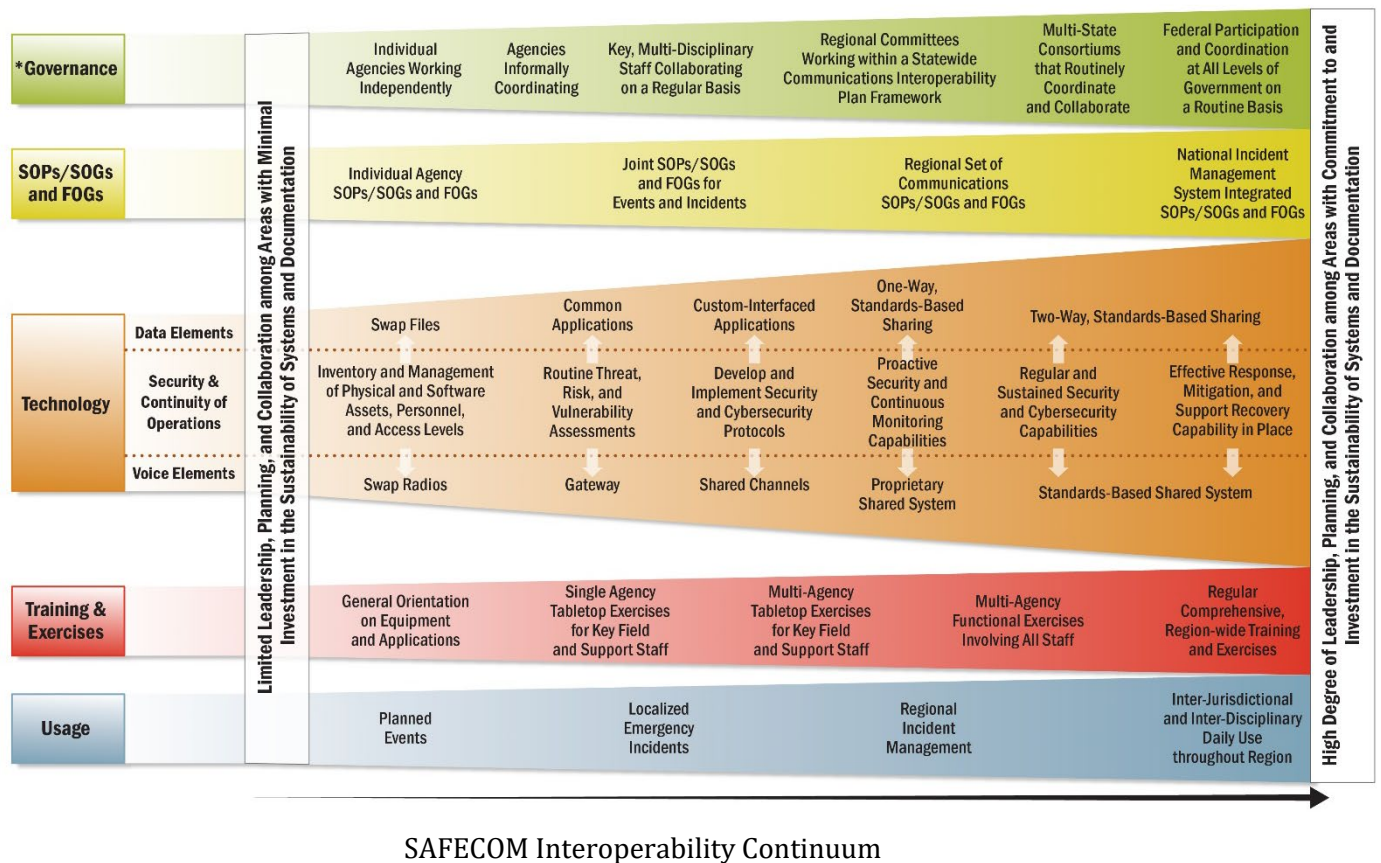 *Governance
Individual
Agencies Working
Independently
Agencies
Informally
Coordinating
Key, Multi-Disciplinary
Staff Collaborating
on a Regular Basis
Regional Committees
Working within a Statewide
Communications Interoperability
Plan Framework
Multi-State
Consortiums
that Routinely
Coordinate
and Collaborate
Federal Participation
and Coordination
at All Levels of
Government on
a Routine Basis
SOPs/SOGs
and FOGs
Individual Agency
SOPs/SOGs and FOGs
Joint SOPs/SOGs
and FOGs for
Events and Incidents
Regional Set of
Communications
SOPs/SOGs and FOGs
National Incident
Management
System Integrated
SOPs/SOGs and FOGs
Technology
Data Elements
Swap Files
Common
Applications
Custom-Interfaced
Applications
One-Way,
Standards-Based
Sharing
Two-Way, Standards-Based Sharing
Security &
Continuity of
Operations
Inventory and Management
of Physical and Software
Assets, Personnel,
and Access Levels
Routine Threat,
Risk, and
Vulnerability
Assessments
Develop and
Implement Security
and Cybersecurity
Protocols
Proactive
Security and
Continuous
Monitoring
Capabilities
Regular and
Sustained Security
and Cybersecurity
Capabilities
Effective Response,
Mitigation, and
Support Recovery
Capability in Place
Voice Elements
Swap Radios
Gateway
Shared Channels
Proprietary
Shared System
Standards-Based Shared System
Training &
Exercises
General Orientation
on Equipment
and Applications
Single Agency
Tabletop Exercises
for Key Field
and Support Staff
Multi-Agency
Tabletop Exercises
for Key Field
and Support Staff
Multi-Agency
Functional Exercises
Involving All Staff
Regular
Comprehensive,
Region-wide Training
and Exercises
Usage
Planned
Events
Localized
Emergency
Incidents
Regional
Incident
Management
Inter-Jurisdictional
and Inter-Disciplinary
Daily Use
throughout Region
Limited Leadership, Planning, and Collaboration among Areas with Minimal
Investment in the Sustainability of Systems and Documentation
High Degree of Leadership, Planning, and Collaboration among Areas with Commitment to and
Investment in the Sustainability of Systems and Documentation
SAFECOM Interoperability Continuum